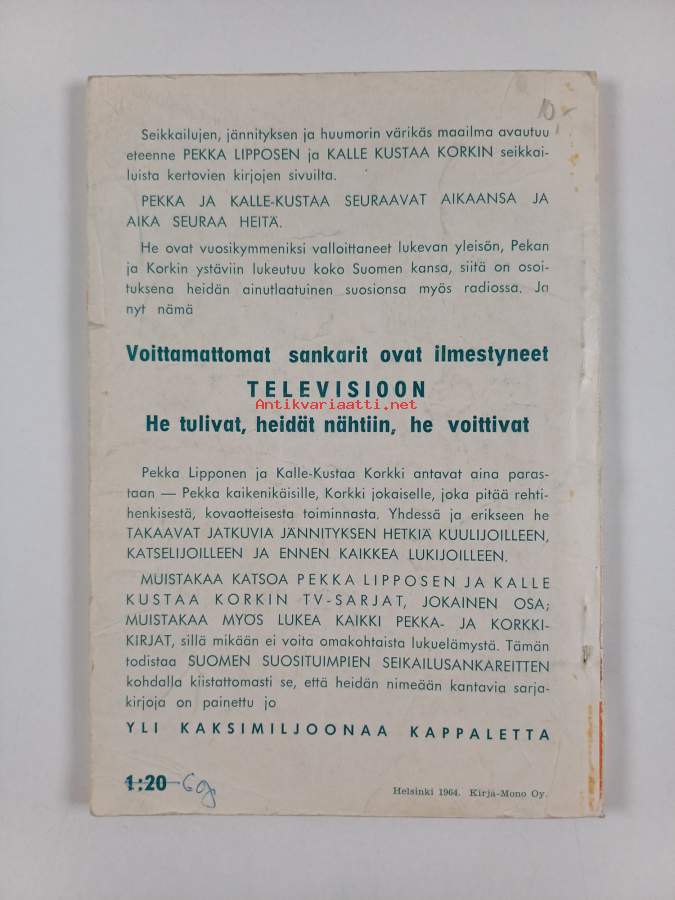 10-
Seikkailujen, jännityksen ja huumorin värikäs maailma avautuu
eteenne PEKKA LIPPOSEN ja KALLE KUSTAA KORKIN seikkai-
luista kertovien kirjojen sivuilta.
PEKKA JA KALLE-KUSTAA SEURAAVAT AIKAANSA JA
AIKA SEURAA HEITÄ.
He ovat vuosikymmeniksi valloittaneet lukevan yleisön, Pekan
ja Korkin ystäviin lukeutuu koko Suomen kansa, siitä on osoi-
tuksena heidän ainutlaatuinen suosionsa myös radiossa. Ja
nyt nämä
Voittamattomat sankarit ovat ilmestyneet
TELEVISIOON
Antikvariaatti.net
He tulivat, heidät nähtiin, he voittivat
Pekka Lipponen ja Kalle-Kustaa Korkki antavat aina paras-
taan — Pekka kaikenikäisille, Korkki jokaiselle, joka pitää rehti-
henkisestä, kovaotteisesta toiminnasta. Yhdessä ja erikseen he
TAKAAVAT JATKUVIA JÄNNITYKSEN HETKIÄ KUULIJOILLEEN,
KATSELIJOILLEEN JA ENNEN KAIKKEA LUKIJOILLEEN.
MUISTAKAA KATSOA PEKKA LIPPOSEN JA KALLE
KUSTAA KORKIN TV-SARJAT, JOKAINEN OSA;
MUISTAKAA MYÖS LUKEA KAIKKI PEKKA- JA KORKKI-
KIRJAT, sillä mikään ei voita omakohtaista lukuelämystä. Tämän
todistaa SUOMEN SUOSITUIMPIEN SEIKAILUSANKAREITTEN
kohdalla kiistattomasti se, että heidän nimeään kantavia sarja-
kirjoja on painettu jo
YLI KAKSIMILJOONAA KAPPALETTA
1:20
Helsinki 1964. Kirja-Mono Oy.